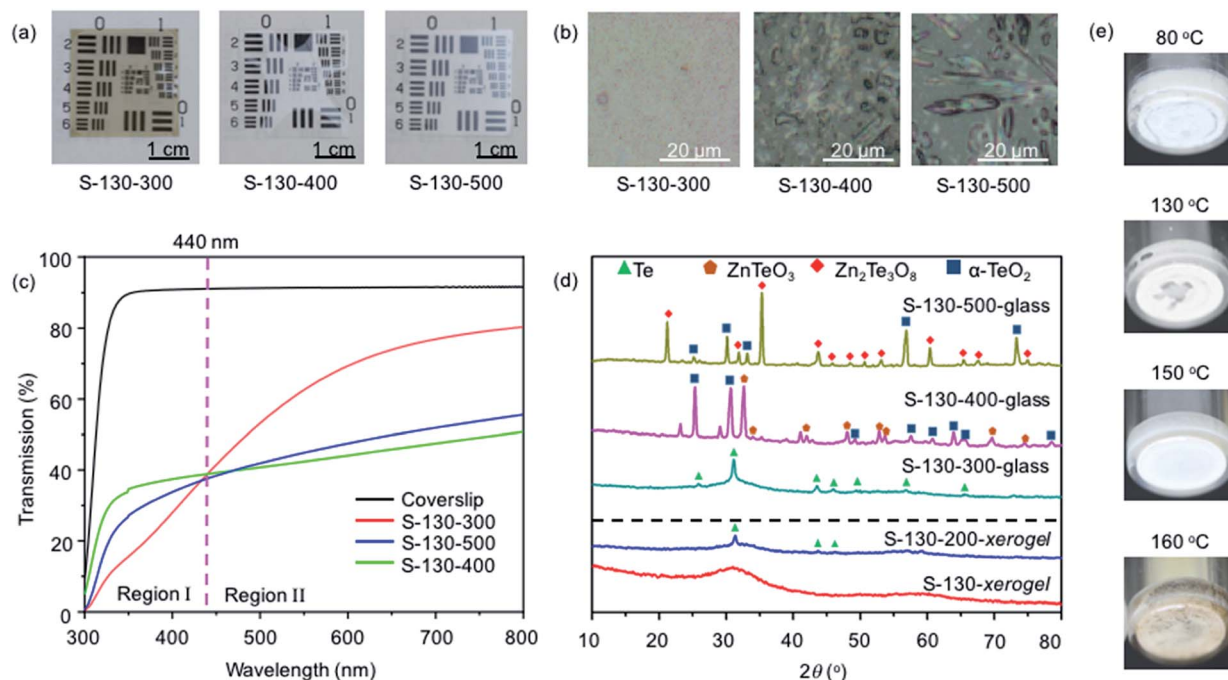 (a)
0 1
2
3
4
5
6
0
1
1 cm
S-130-300
0 1
2
3
4
5
6
0
1
1 cm
S-130-400
0 1
2
3
4
5
6
0
1
1 cm
S-130-500
(b)
20 µm
S-130-300
20 µm
S-130-400
20 µm
S-130-500
(c)
440 nm
Transmission (%)
100
80
60
40
20
0
Coverslip
S-130-300
S-130-500
S-130-400
Region I
Region II
300 400 500 600 700 800
Wavelength (nm)
(d)
Te
ZnTeO₃
Zn₂Te₃O₈
α-TeO₂
S-130-500-glass
S-130-400-glass
S-130-300-glass
S-130-200-xerogel
S-130-xerogel
10 20 30 40 50 60 70 80
2θ (°)
(e)
80 °C
130 °C
150 °C
160 °C